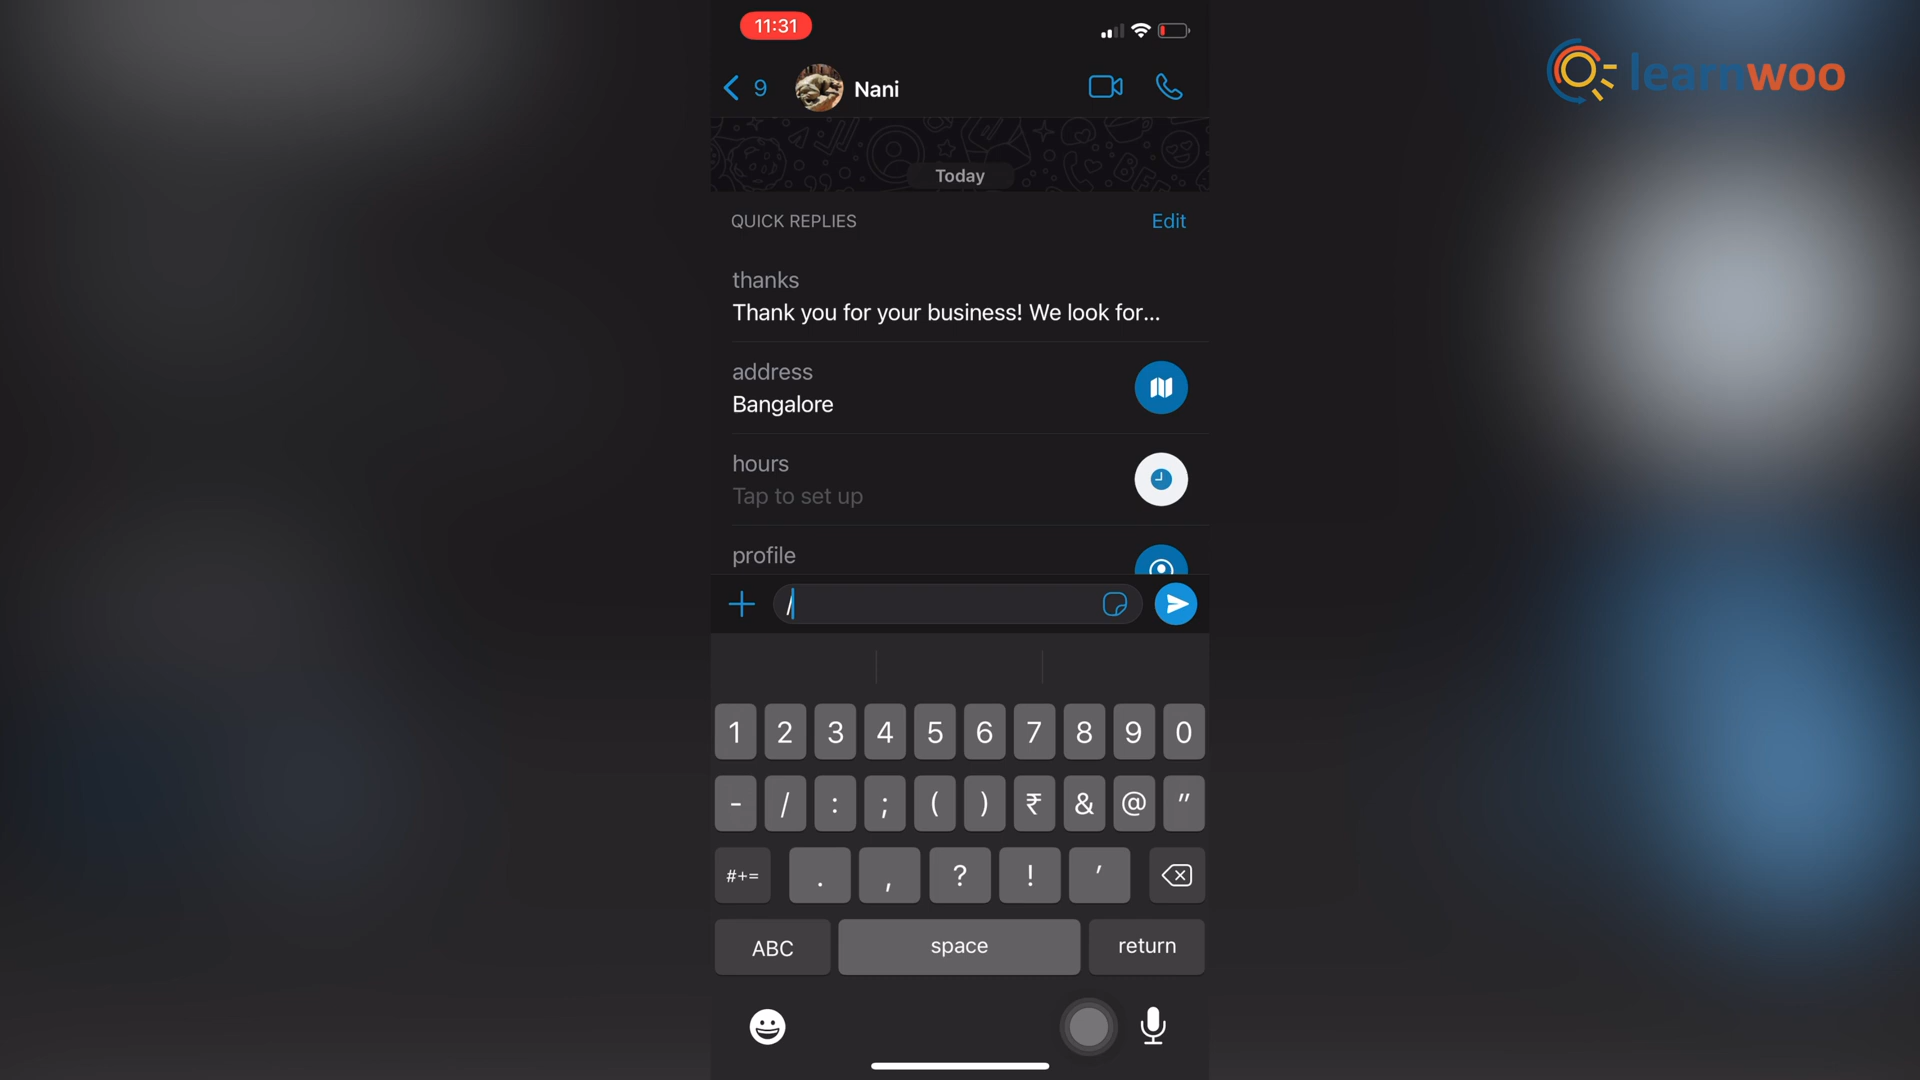 11:31
learnwoo
9
Nani
Today
QUICK REPLIES
Edit
thanks
Thank you for your business! We look for...
address
Bangalore
hours
Tap to set up
profile
/
1 2 3 4 5 6 7 8 9 0
- / : ; ( ) ₹ & @ "
#+= . , ? ! '
ABC space return